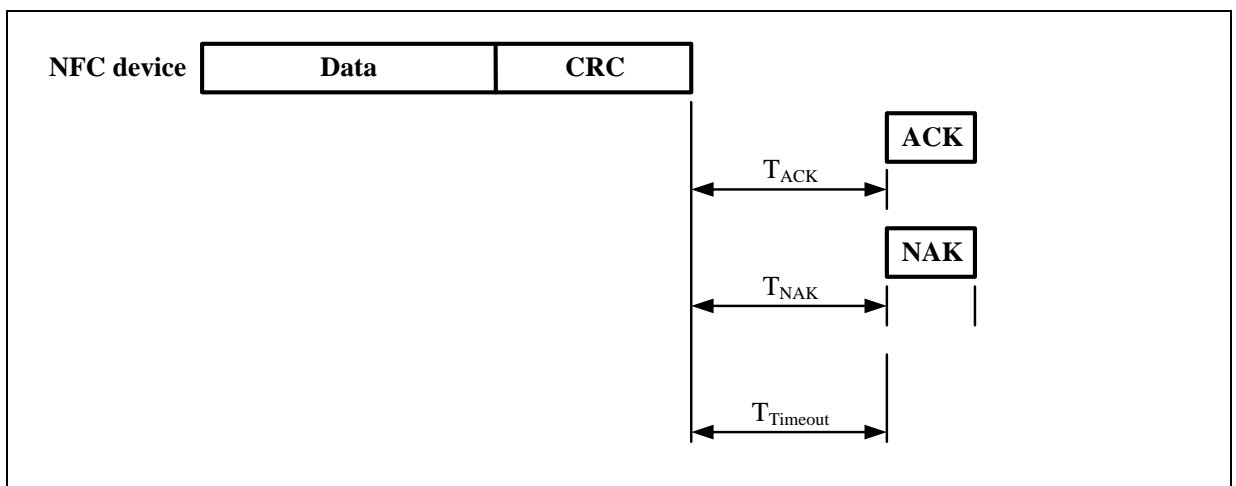 NFC device Data CRC
ACK
TACK
NAK
TNAK
TTimeout